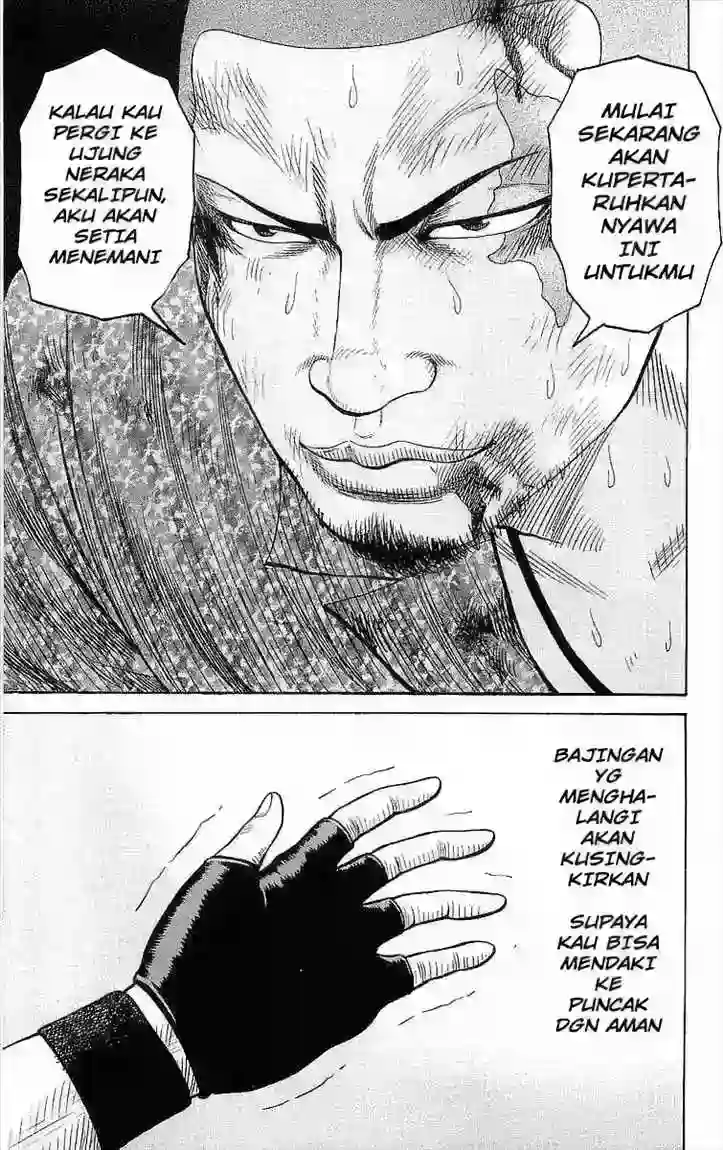 MULAI
SEKARANG
AKAN
KUPERTA-
RUHKAN
NYAWA
INI
UNTUKMU
KALAU KAU
PERGI KE
UJUNG
NERAKA
SEKALIPUN,
AKU AKAN
SETIA
MENEMANI
BAJINGAN
YG
MENGHA-
LANGI
AKAN
KUSING-
KIRKAN
SUPAYA
KAU BISA
MENDAKI
KE
PUNCAK
DGN AMAN